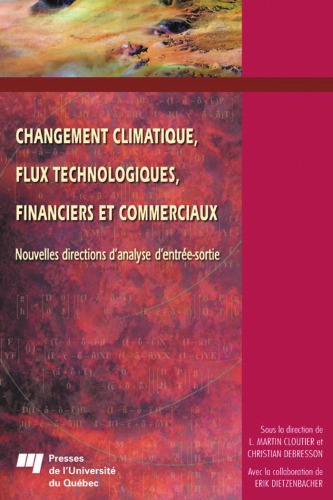 CHANGEMENT CLIMATIQUE,
FLUX TECHNOLOGIQUES,
FINANCIERS ET COMMERCIAUX
Nouvelles directions d'analyse d'entrée-sortie
Sous la direction de
L. MARTIN CLOUTIER et
CHRISTIAN DEBRESSON
Avec la collaboration de
ERIK DIETZENBACHER
Presses
de l'Université
du Québec